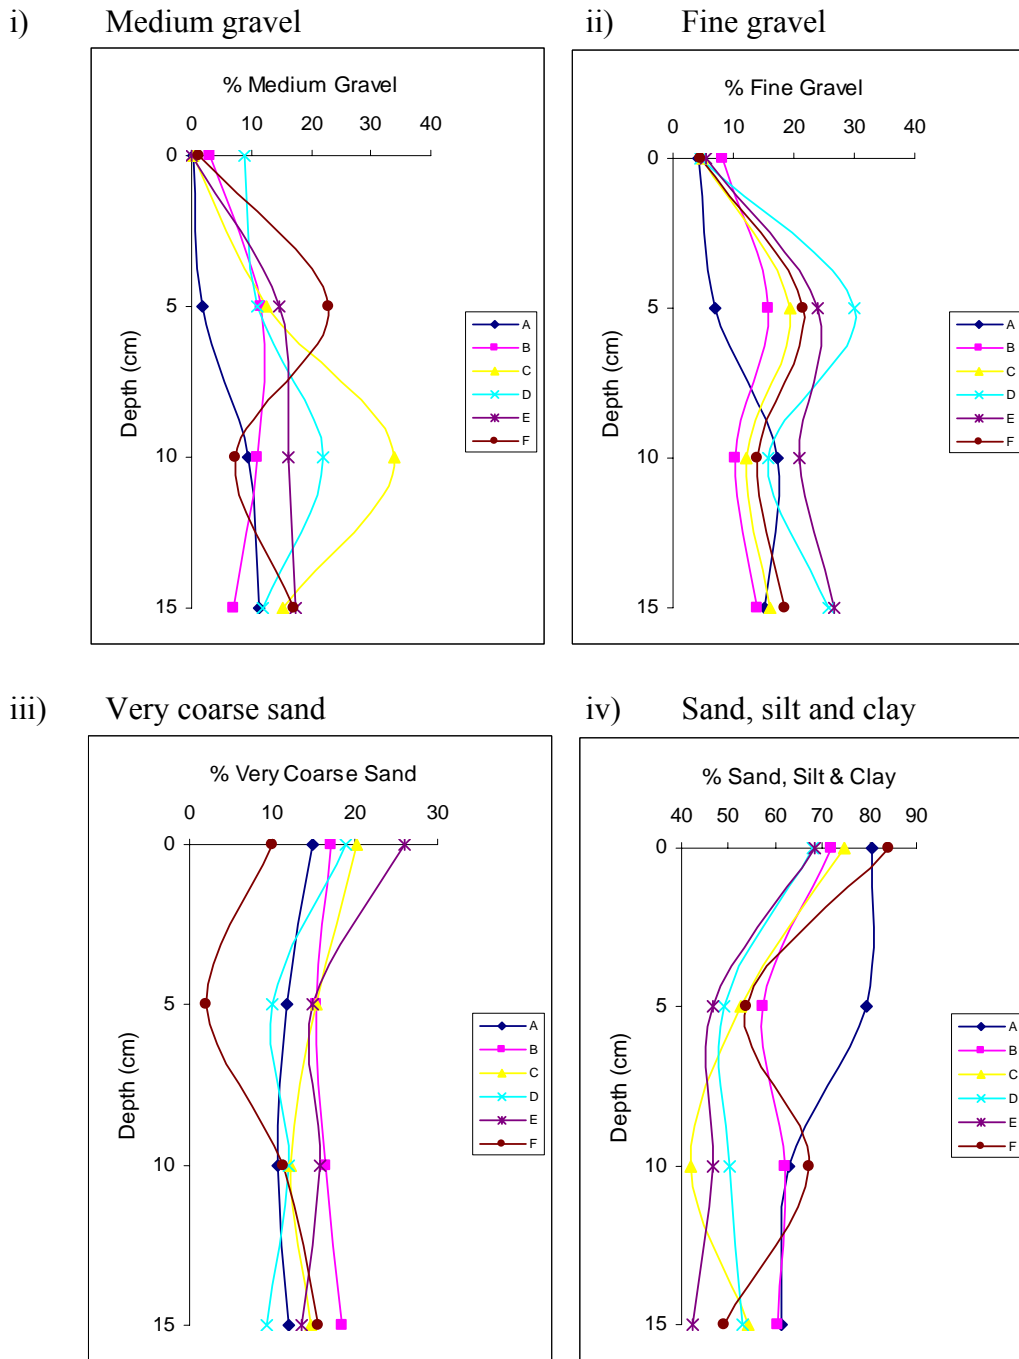 i) Medium gravel
% Medium Gravel
0 10 20 30 40
0
5
10
15
Depth (cm)
A
B
C
D
E
F
ii) Fine gravel
% Fine Gravel
0 10 20 30 40
0
5
10
15
Depth (cm)
A
B
C
D
E
F
iii) Very coarse sand
% Very Coarse Sand
0 10 20 30
0
5
10
15
Depth (cm)
A
B
C
D
E
F
iv) Sand, silt and clay
% Sand, Silt & Clay
40 50 60 70 80 90
0
5
10
15
Depth (cm)
A
B
C
D
E
F